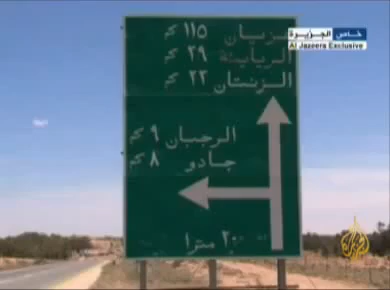 خاص الجزيرة
Al Jazeera Exclusive
غريان ١١٥ كم
الرياينة ٢٩ كم
الزنتان ٢٢ كم
الرجبان ٩ كم
جادو ٨ كم
٢٠٠ مترا
الجزيرة